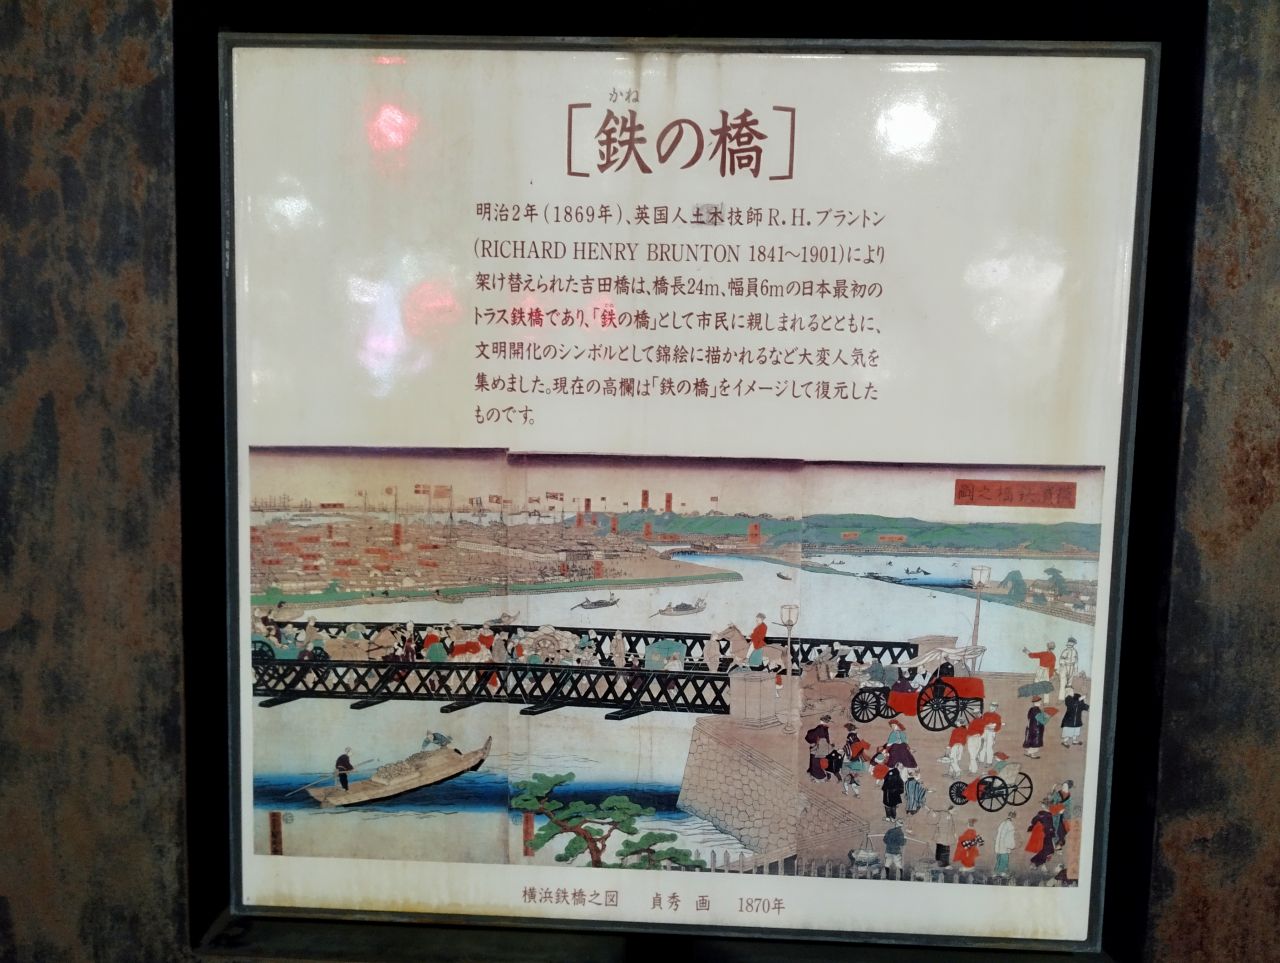 かね
[鉄の橋]
明治2年(1869年)、英国人土木技師R.H.ブラントン
(RICHARD HENRY BRUNTON 1841〜1901)により
架け替えられた吉田橋は、橋長24m、幅員6mの日本最初の
トラス鉄橋であり、「鉄の橋」として市民に親しまれるとともに、
文明開化のシンボルとして錦絵に描かれるなど大変人気を
集めました。現在の高欄は「鉄の橋」をイメージして復元した
ものです。
横浜鉄橋之図 貞秀 画 1870年